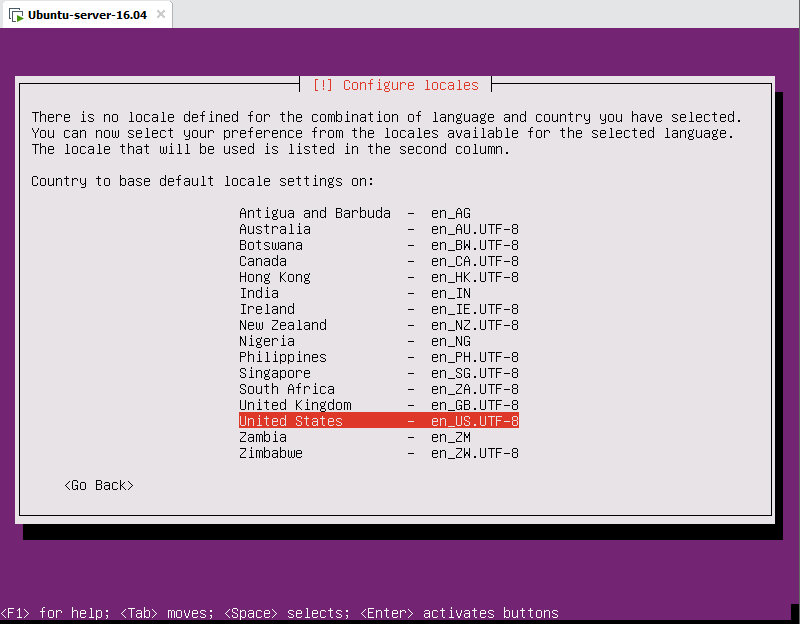 Ubuntu-server-16.04
[!] Configure locales
There is no locale defined for the combination of language and country you have selected.
You can now select your preference from the locales available for the selected language.
The locale that will be used is listed in the second column.
Country to base default locale settings on:
Antigua and Barbuda - en_AG
Australia - en_AU.UTF-8
Botswana - en_BW.UTF-8
Canada - en_CA.UTF-8
Hong Kong - en_HK.UTF-8
India - en_IN
Ireland - en_IE.UTF-8
New Zealand - en_NZ.UTF-8
Nigeria - en_NG
Philippines - en_PH.UTF-8
Singapore - en_SG.UTF-8
South Africa - en_ZA.UTF-8
United Kingdom - en_GB.UTF-8
United States - en_US.UTF-8
Zambia - en_ZM
Zimbabwe - en_ZW.UTF-8
<Go Back>
<F1> for help; <Tab> moves; <Space> selects; <Enter> activates buttons